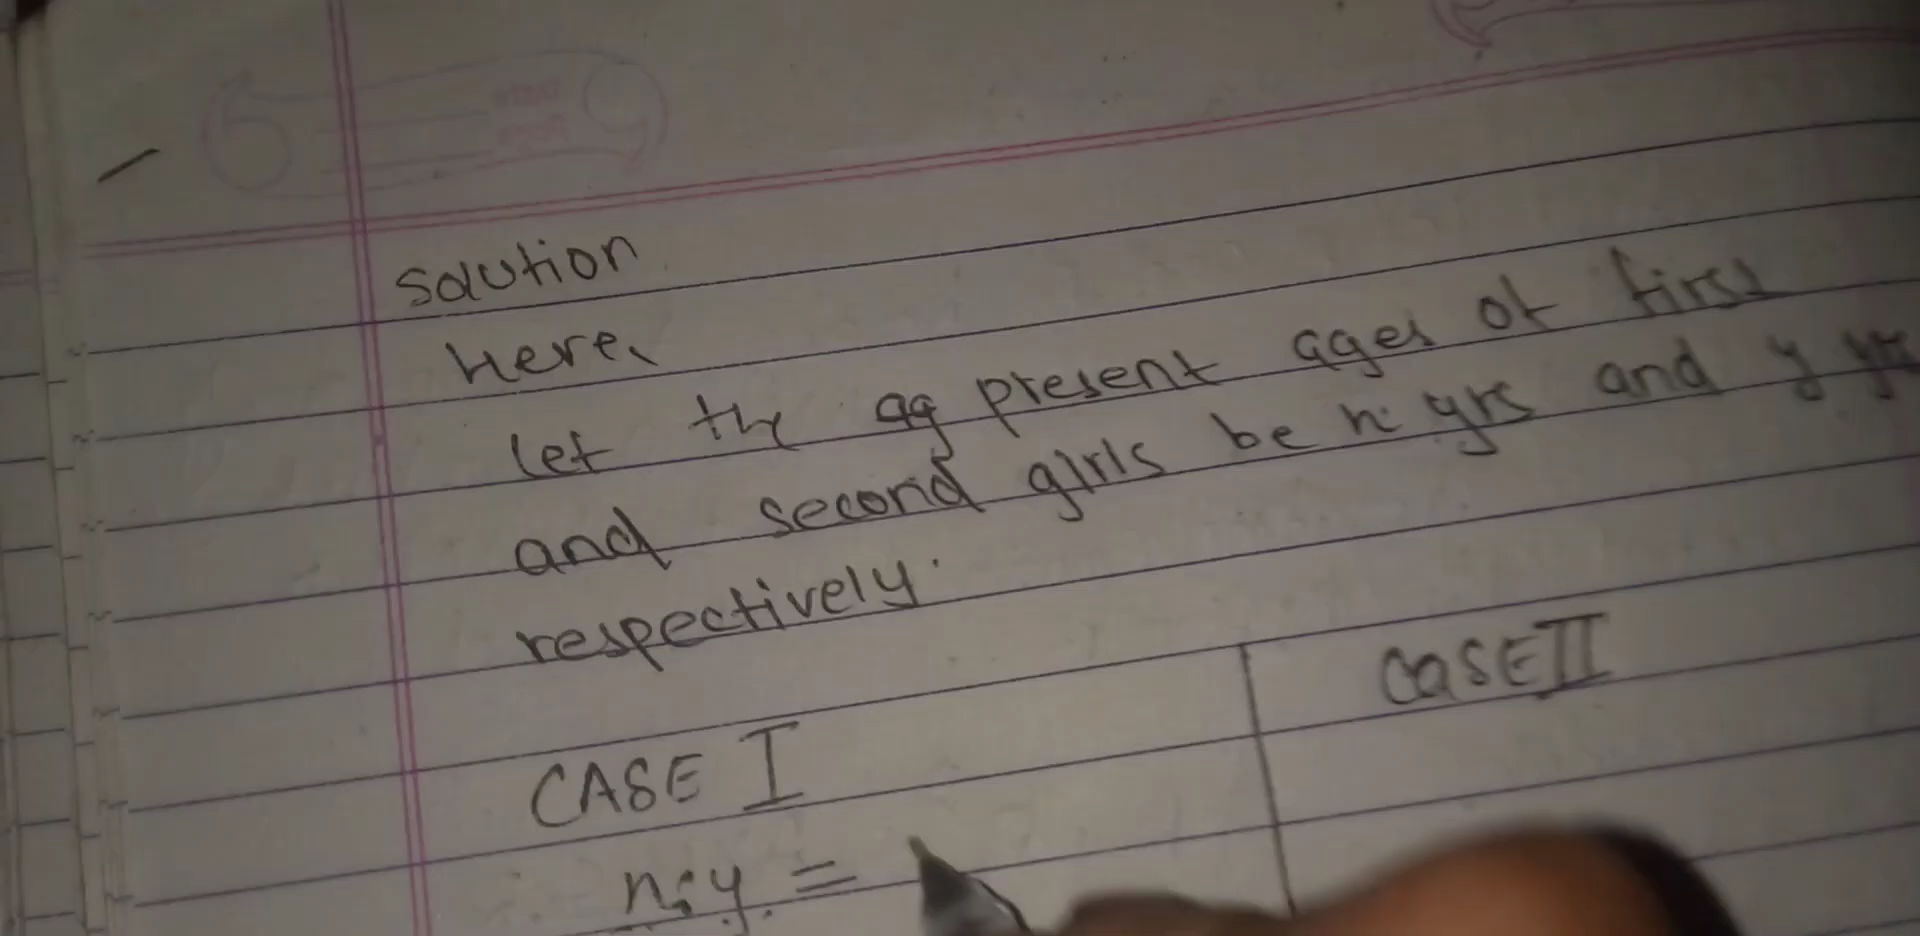 Solution
Here,
Let the ag present ages of first
and second girls be x yrs and y yrs
respectively.
CASE I
CASE II
x:y =